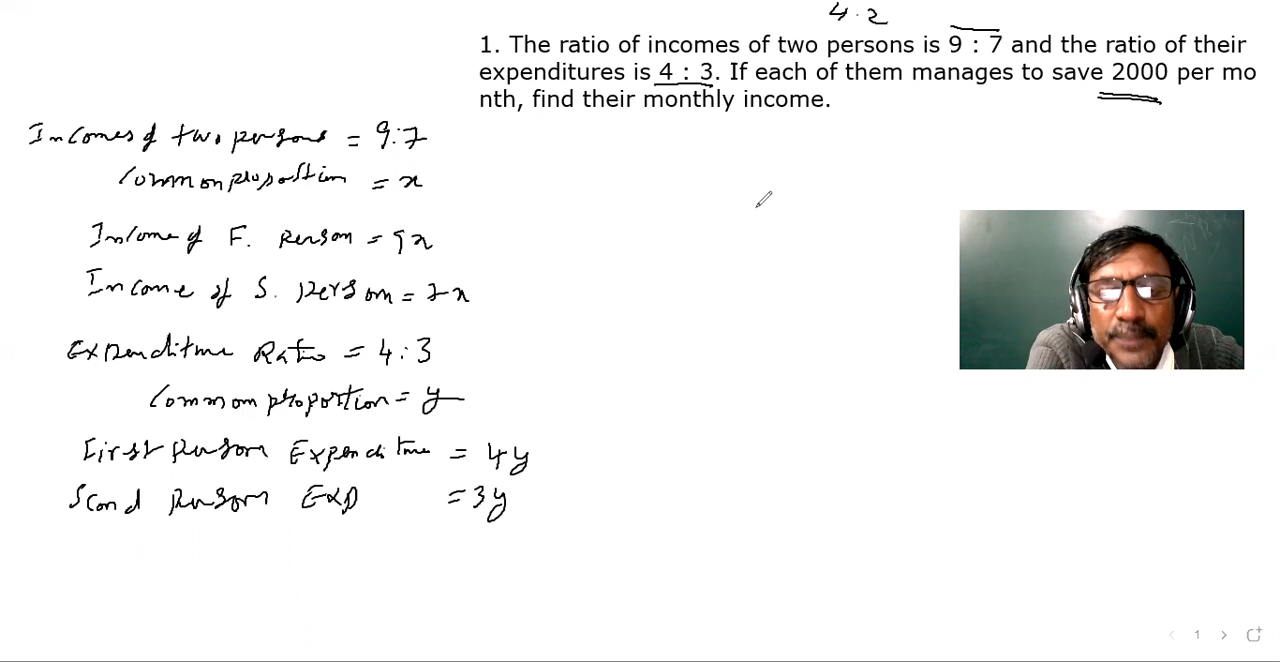 4.2
1. The ratio of incomes of two persons is 9 : 7 and the ratio of their
expenditures is 4 : 3. If each of them manages to save 2000 per mo
nth, find their monthly income.
Incomes of two persons = 9:7
Common proportion = x
Income of F. Person = 9x
Income of S. person = 7x
Expenditure Ratio = 4:3
Common proportion = y
First Person Expenditure = 4y
Scond Person Exp = 3y
1